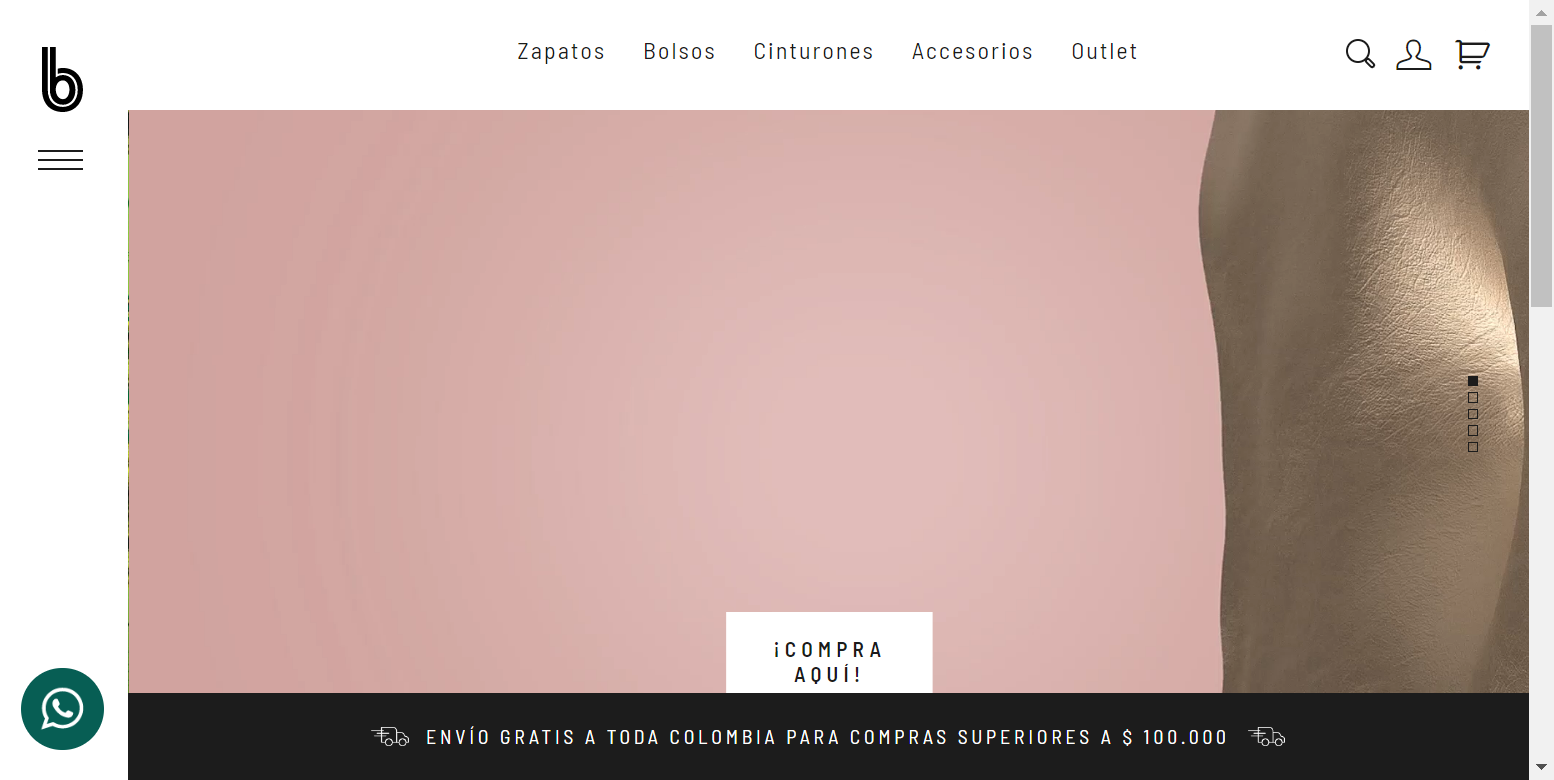 b
Zapatos Bolsos Cinturones Accesorios Outlet
¡COMPRA
AQUÍ!
ENVÍO GRATIS A TODA COLOMBIA PARA COMPRAS SUPERIORES A $ 100.000